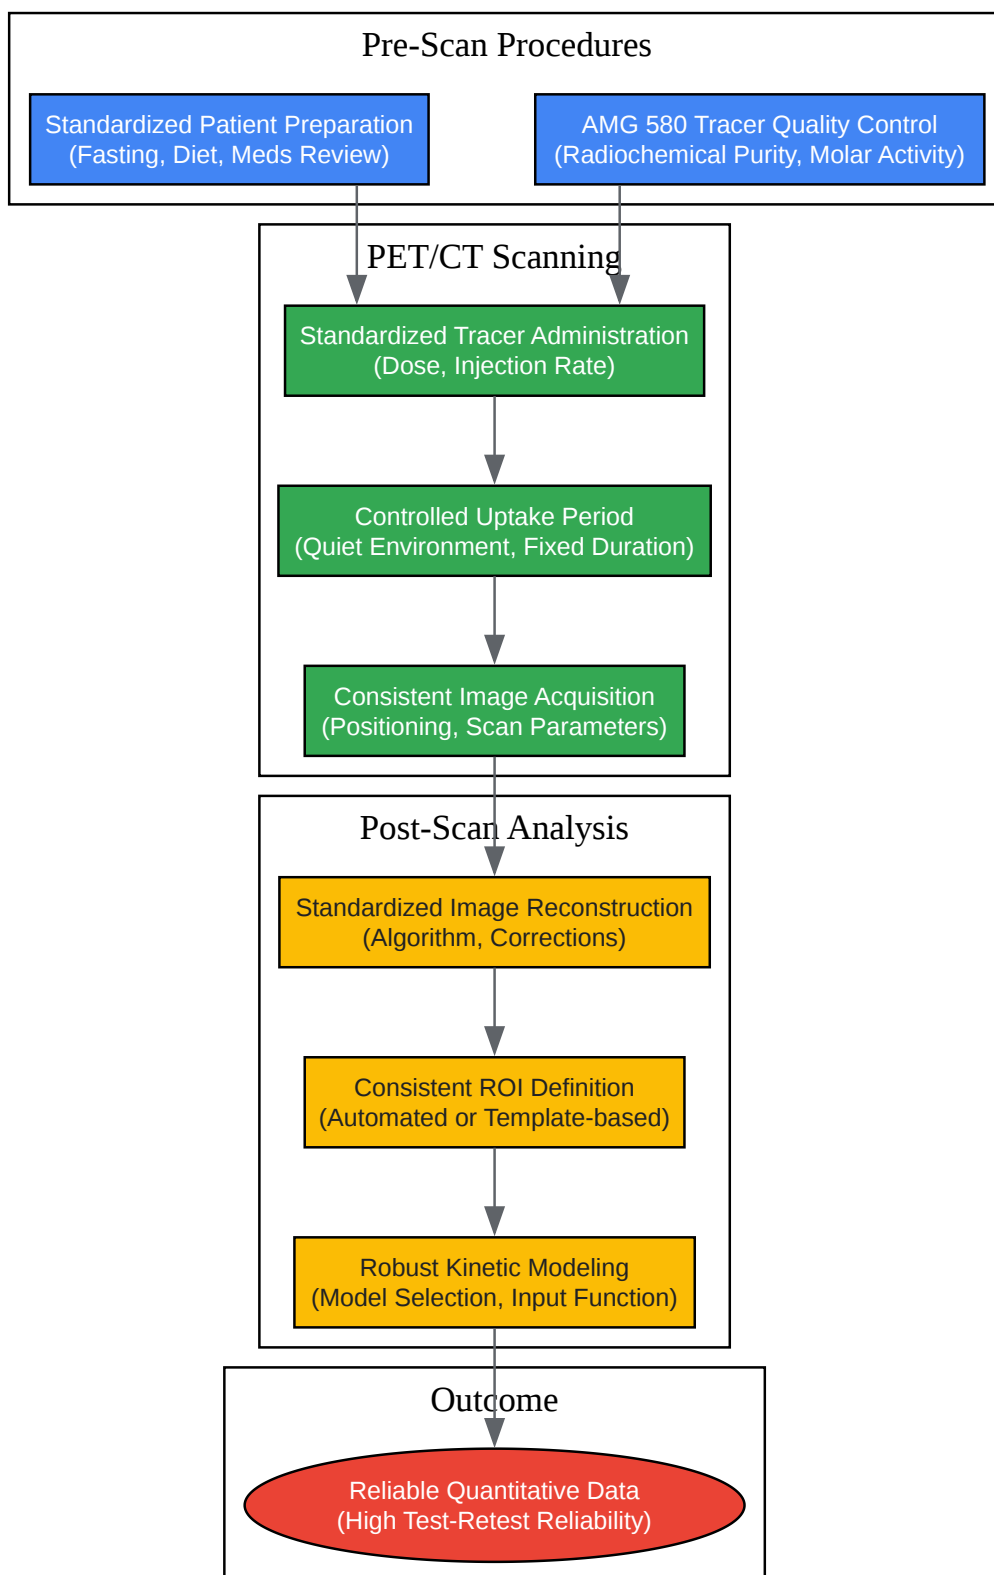 Pre-Scan Procedures
Standardized Patient Preparation
(Fasting, Diet, Meds Review)
AMG 580 Tracer Quality Control
(Radiochemical Purity, Molar Activity)
PET/CT Scanning
Standardized Tracer Administration
(Dose, Injection Rate)
Controlled Uptake Period
(Quiet Environment, Fixed Duration)
Consistent Image Acquisition
(Positioning, Scan Parameters)
Post-Scan Analysis
Standardized Image Reconstruction
(Algorithm, Corrections)
Consistent ROI Definition
(Automated or Template-based)
Robust Kinetic Modeling
(Model Selection, Input Function)
Outcome
Reliable Quantitative Data
(High Test-Retest Reliability)